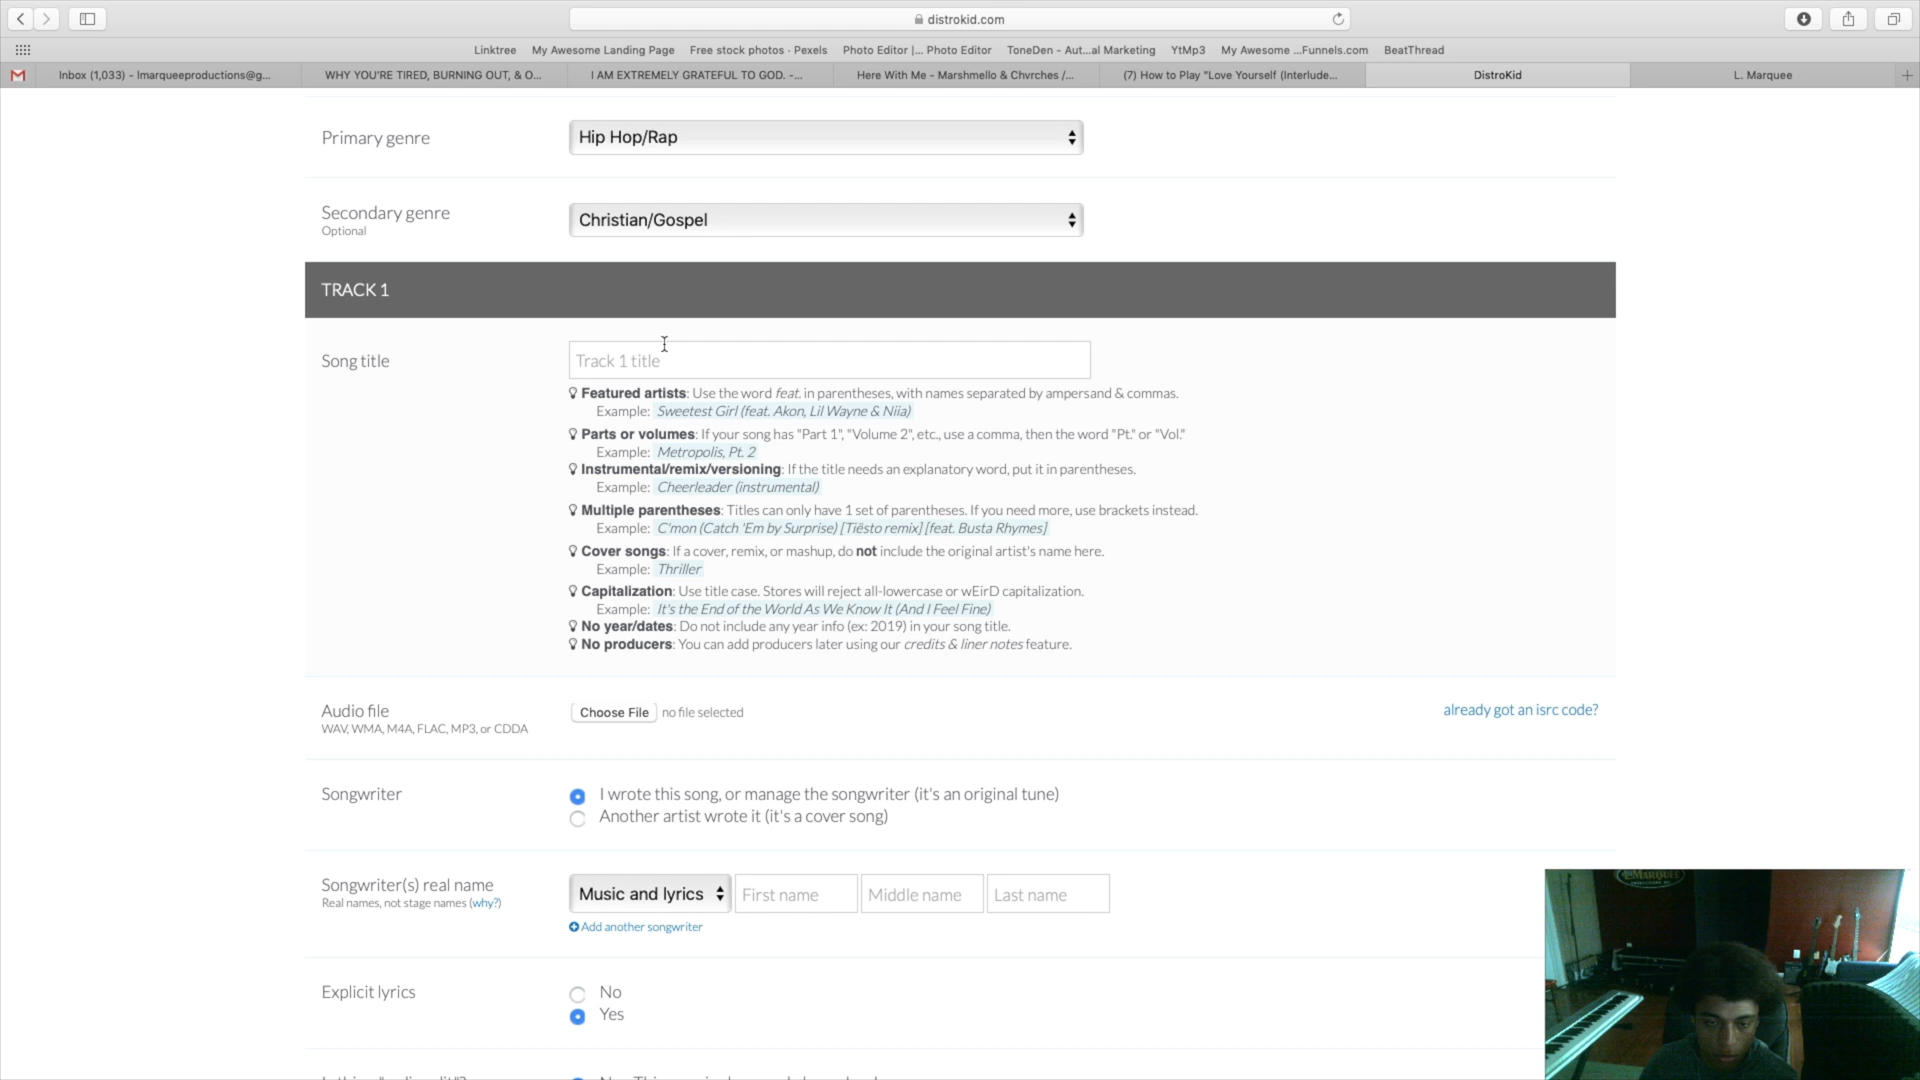 distrokid.com
Linktree My Awesome Landing Page Free stock photos · Pexels Photo Editor |... Photo Editor ToneDen - Aut...al Marketing YtMp3 My Awesome ...Funnels.com BeatThread
Inbox (1,033) - lmarqueeproductions@g... WHY YOU'RE TIRED, BURNING OUT, & O... I AM EXTREMELY GRATEFUL TO GOD. -... Here With Me - Marshmello & Chvrches /... (7) How to Play "Love Yourself (Interlude... DistroKid L. Marquee
Primary genre Hip Hop/Rap
Secondary genre Christian/Gospel
Optional
TRACK 1
Song title Track 1 title
Featured artists: Use the word feat. in parentheses, with names separated by ampersand & commas.
Example: Sweetest Girl (feat. Akon, Lil Wayne & Niia)
Parts or volumes: If your song has "Part 1", "Volume 2", etc., use a comma, then the word "Pt." or "Vol."
Example: Metropolis, Pt. 2
Instrumental/remix/versioning: If the title needs an explanatory word, put it in parentheses.
Example: Cheerleader (instrumental)
Multiple parentheses: Titles can only have 1 set of parentheses. If you need more, use brackets instead.
Example: C'mon (Catch 'Em by Surprise) [Tiësto remix] [feat. Busta Rhymes]
Cover songs: If a cover, remix, or mashup, do not include the original artist's name here.
Example: Thriller
Capitalization: Use title case. Stores will reject all-lowercase or wEirD capitalization.
Example: It's the End of the World As We Know It (And I Feel Fine)
No year/dates: Do not include any year info (ex: 2019) in your song title.
No producers: You can add producers later using our credits & liner notes feature.
Audio file Choose File no file selected already got an isrc code?
WAV, WMA, M4A, FLAC, MP3, or CDDA
Songwriter I wrote this song, or manage the songwriter (it's an original tune)
Another artist wrote it (it's a cover song)
Songwriter(s) real name Music and lyrics First name Middle name Last name
Real names, not stage names (why?)
Add another songwriter
Explicit lyrics No
Yes
MARQUEE